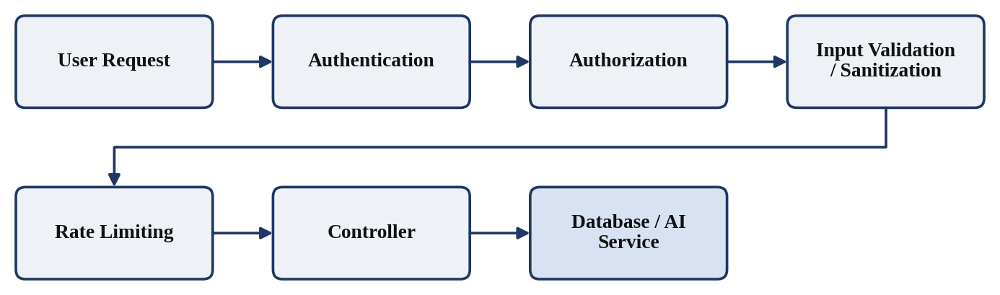 User Request
Authentication
Authorization
Input Validation
/ Sanitization
Rate Limiting
Controller
Database / AI
Service